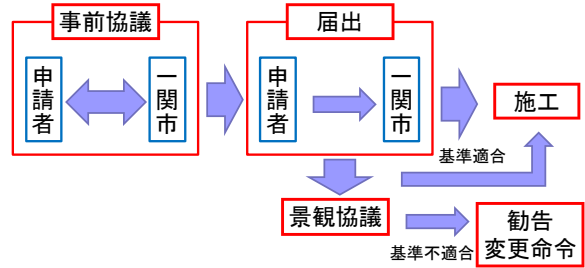 事前協議
申請者
一関市
届出
申請者
一関市
施工
基準適合
景観協議
基準不適合
勧告
変更命令